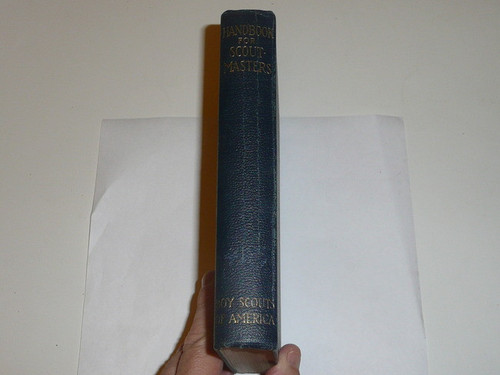 HANDBOOK
FOR
SCOUT-
MASTERS
BOY SCOUTS
OF AMERICA